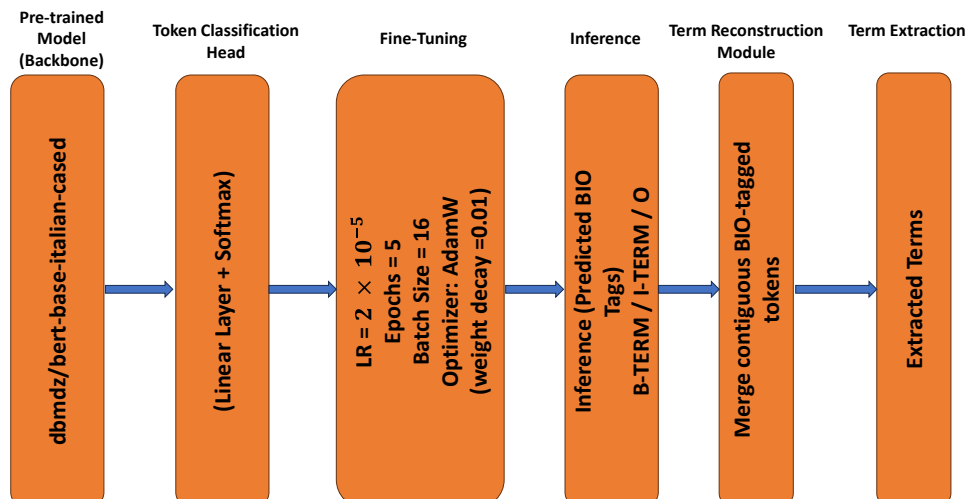 Pre-trained
Model
(Backbone)
dbmdz/bert-base-italian-cased
Token Classification
Head
(Linear Layer + Softmax)
Fine-Tuning
LR = 2 × 10⁻⁵
Epochs = 5
Batch Size = 16
Optimizer: AdamW
(weight decay =0.01)
Inference
Inference (Predicted BIO
Tags)
B-TERM / I-TERM / O
Term Reconstruction
Module
Merge contiguous BIO-tagged
tokens
Term Extraction
Extracted Terms